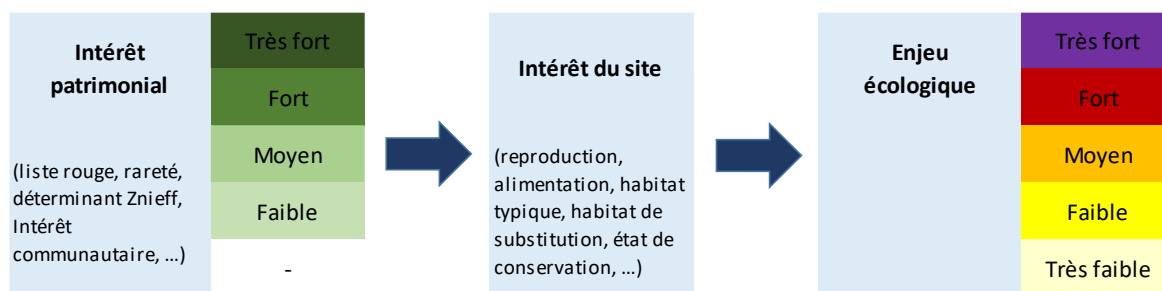 Intérêt
patrimonial
(liste rouge, rareté,
déterminant Znieff,
Intérêt
communautaire, ...)
Très fort
Fort
Moyen
Faible
-
Intérêt du site
(reproduction,
alimentation, habitat
typique, habitat de
substitution, état de
conservation, ...)
Enjeu
écologique
Très fort
Fort
Moyen
Faible
Très faible